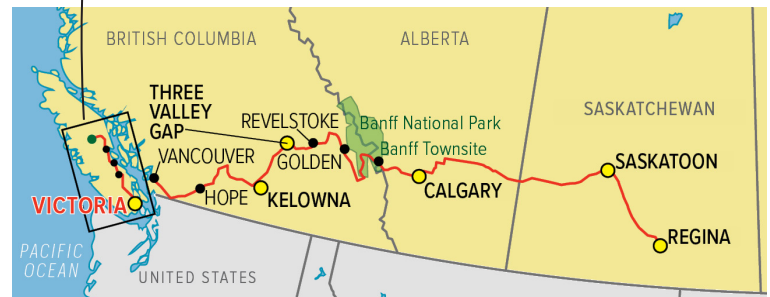 BRITISH COLUMBIA
ALBERTA
THREE
VALLEY
GAP
REVELSTOKE
Banff National Park
SASKATCHEWAN
VANCOUVER
GOLDEN
Banff Townsite
SASKATOON
CALGARY
HOPE
KELOWNA
VICTORIA
REGINA
PACIFIC
OCEAN
UNITED STATES